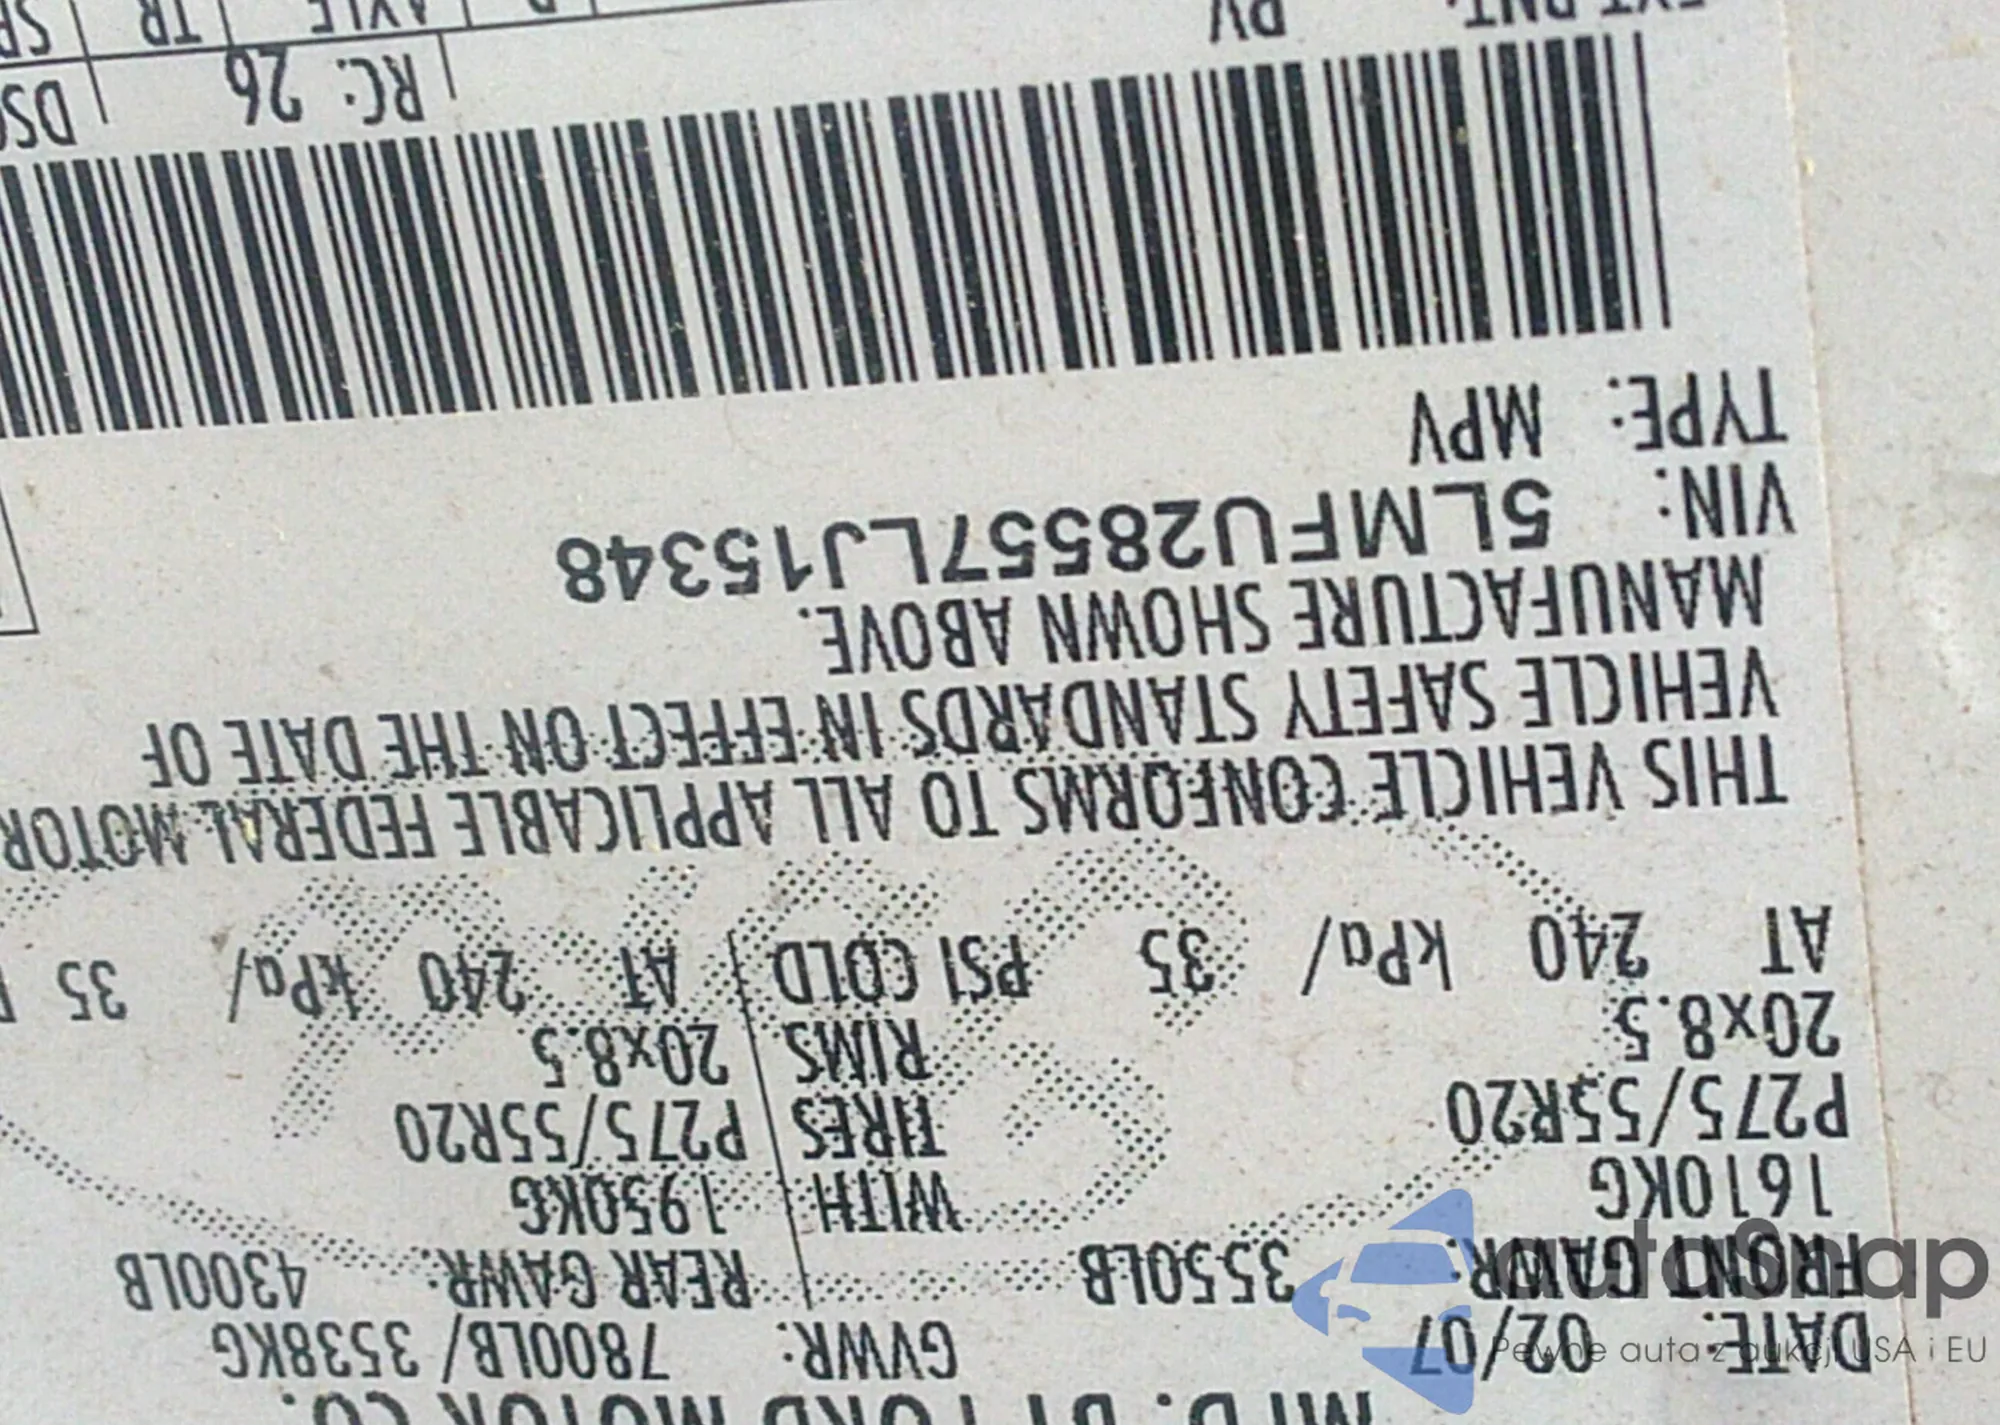 MFD. BY FORD MOTOR CO.
DATE: 02/07 GVWR: 7800LB/ 3538KG
FRONT GAWR: 3550LB REAR GAWR: 4300LB
1610KG WITH 1950KG
P275/55R20 TIRES P275/55R20
20x8.5 RIMS 20x8.5
AT 240 kPa/ 35 PSI COLD AT 240 kPa/ 35
THIS VEHICLE CONFORMS TO ALL APPLICABLE FEDERAL MOTOR
VEHICLE SAFETY STANDARDS IN EFFECT ON THE DATE OF
MANUFACTURE SHOWN ABOVE.
VIN: 5LMFU28557LJ15348
TYPE: MPV
EXT PNT: RC: 26 DSO
AXLE TR
autoSnap
Pewne auta z aukcji USA i EU